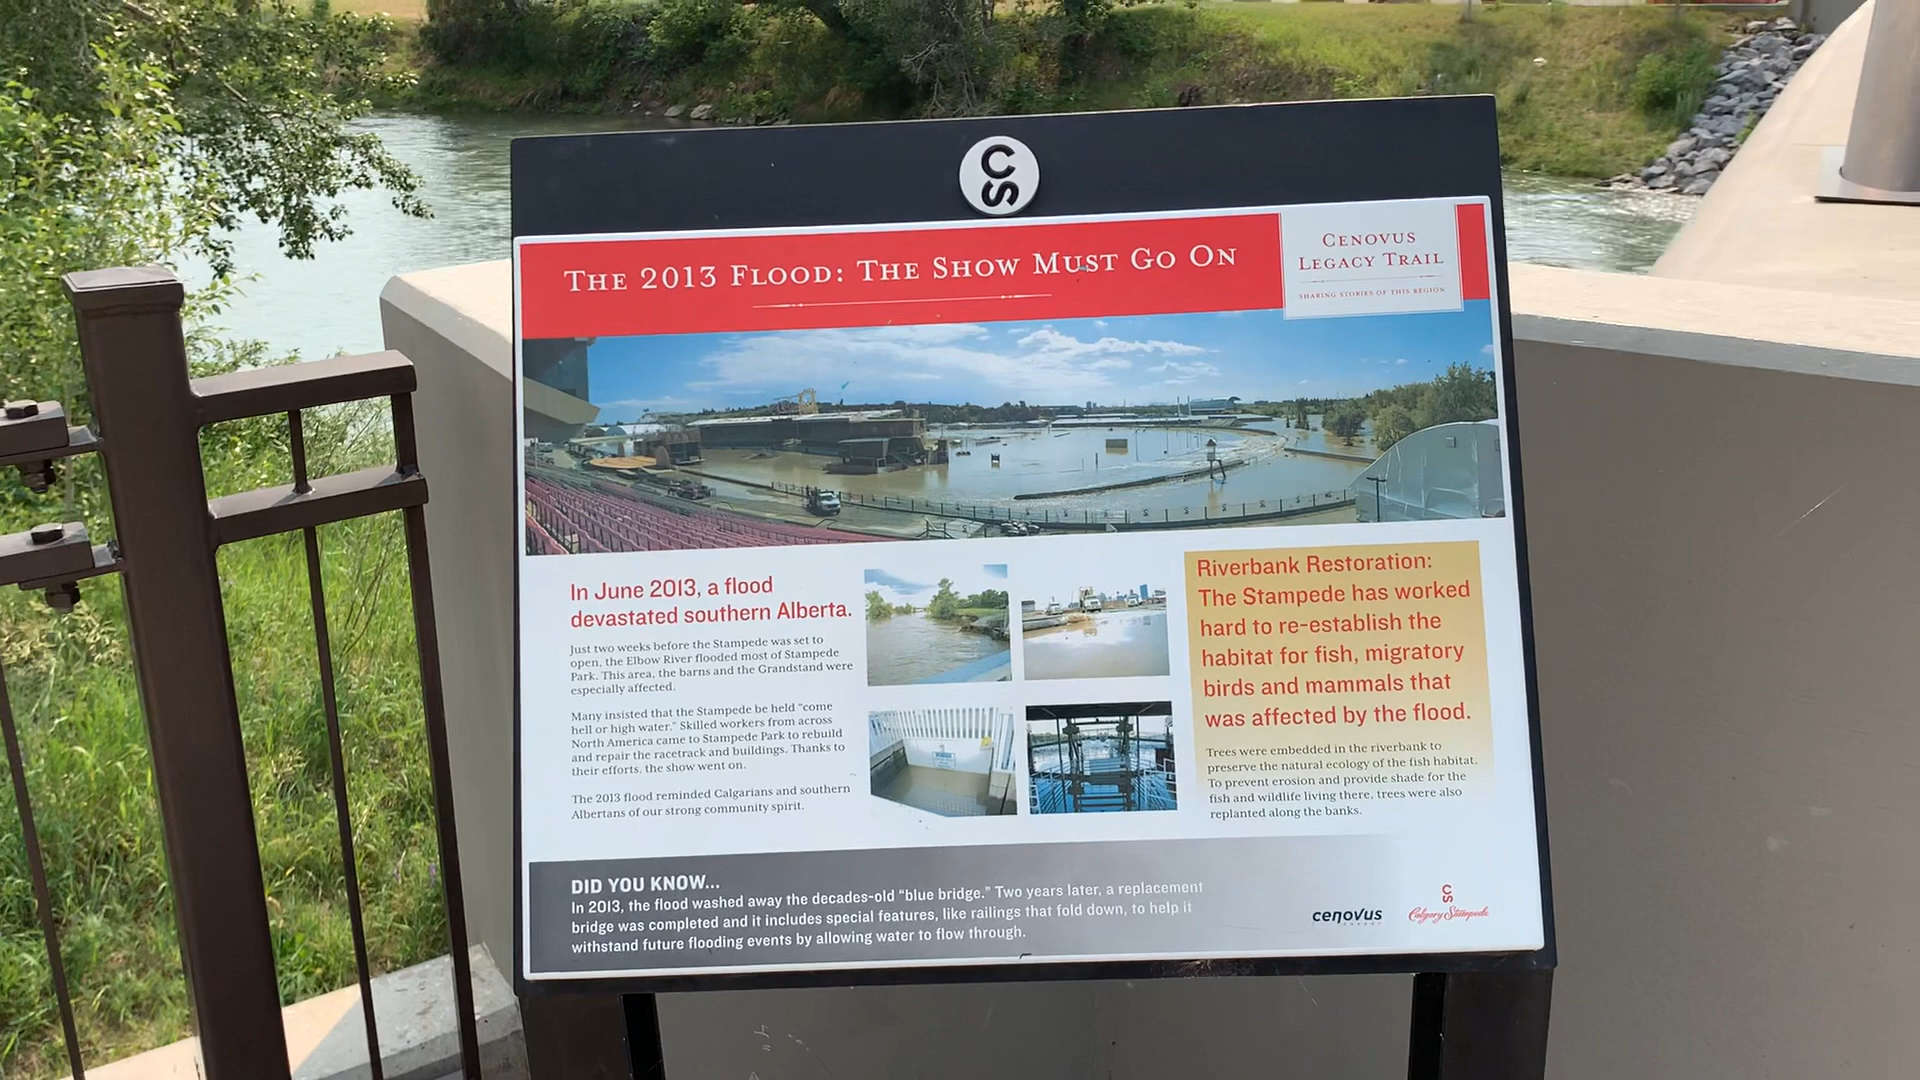 CS
THE 2013 FLOOD: THE SHOW MUST GO ON
CENOVUS
LEGACY TRAIL
SHARING STORIES OF THIS REGION
In June 2013, a flood
devastated southern Alberta.
Just two weeks before the Stampede was set to
open, the Elbow River flooded most of Stampede
Park. This area, the barns and the Grandstand were
especially affected.
Many insisted that the Stampede be held "come
hell or high water." Skilled workers from across
North America came to Stampede Park to rebuild
and repair the racetrack and buildings. Thanks to
their efforts, the show went on.
The 2013 flood reminded Calgarians and southern
Albertans of our strong community spirit.
Riverbank Restoration:
The Stampede has worked
hard to re-establish the
habitat for fish, migratory
birds and mammals that
was affected by the flood.
Trees were embedded in the riverbank to
preserve the natural ecology of the fish habitat.
To prevent erosion and provide shade for the
fish and wildlife living there, trees were also
replanted along the banks.
DID YOU KNOW...
In 2013, the flood washed away the decades-old "blue bridge." Two years later, a replacement
bridge was completed and it includes special features, like railings that fold down, to help it
withstand future flooding events by allowing water to flow through.
cenovus
ENERGY
CS
Calgary Stampede